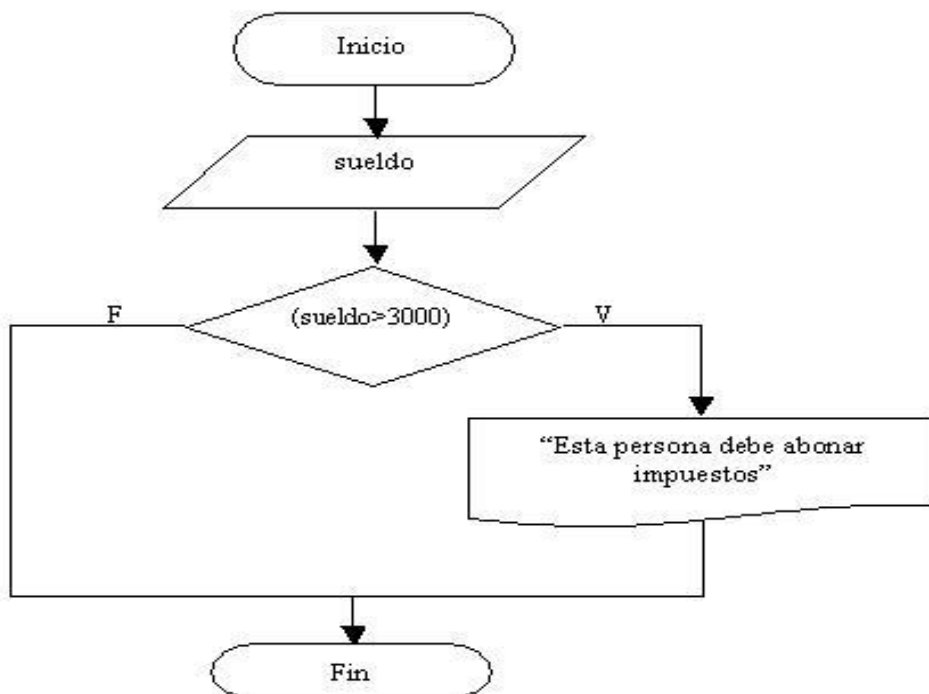 Inicio
sueldo
(sueldo>3000)
F
V
“Esta persona debe abonar
impuestos”
Fin